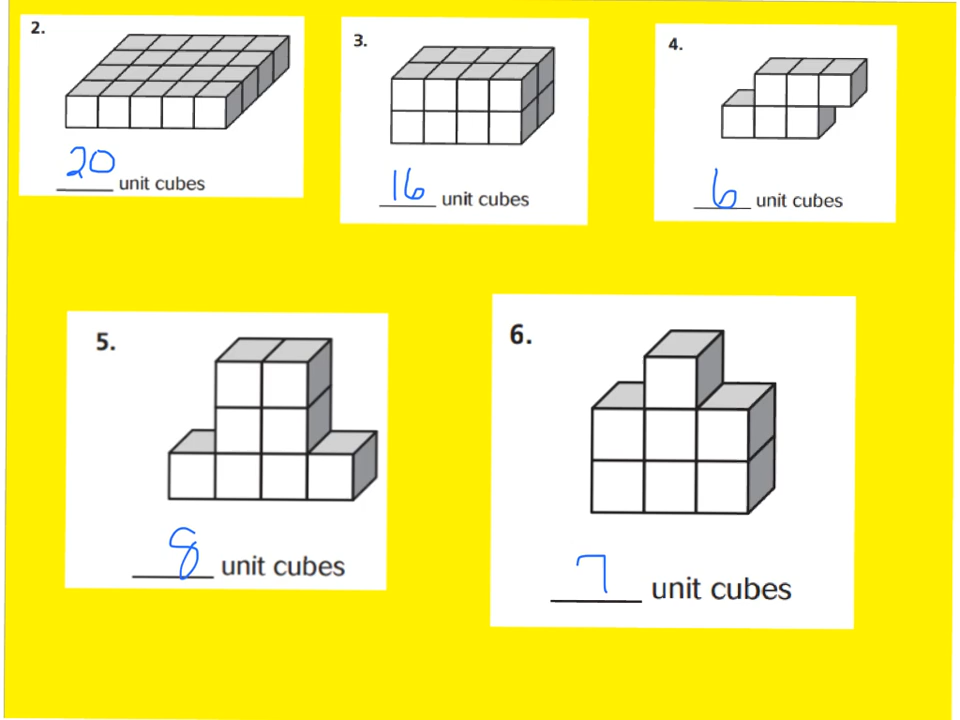 2.
20 unit cubes
3.
16 unit cubes
4.
6 unit cubes
5.
8 unit cubes
6.
7 unit cubes